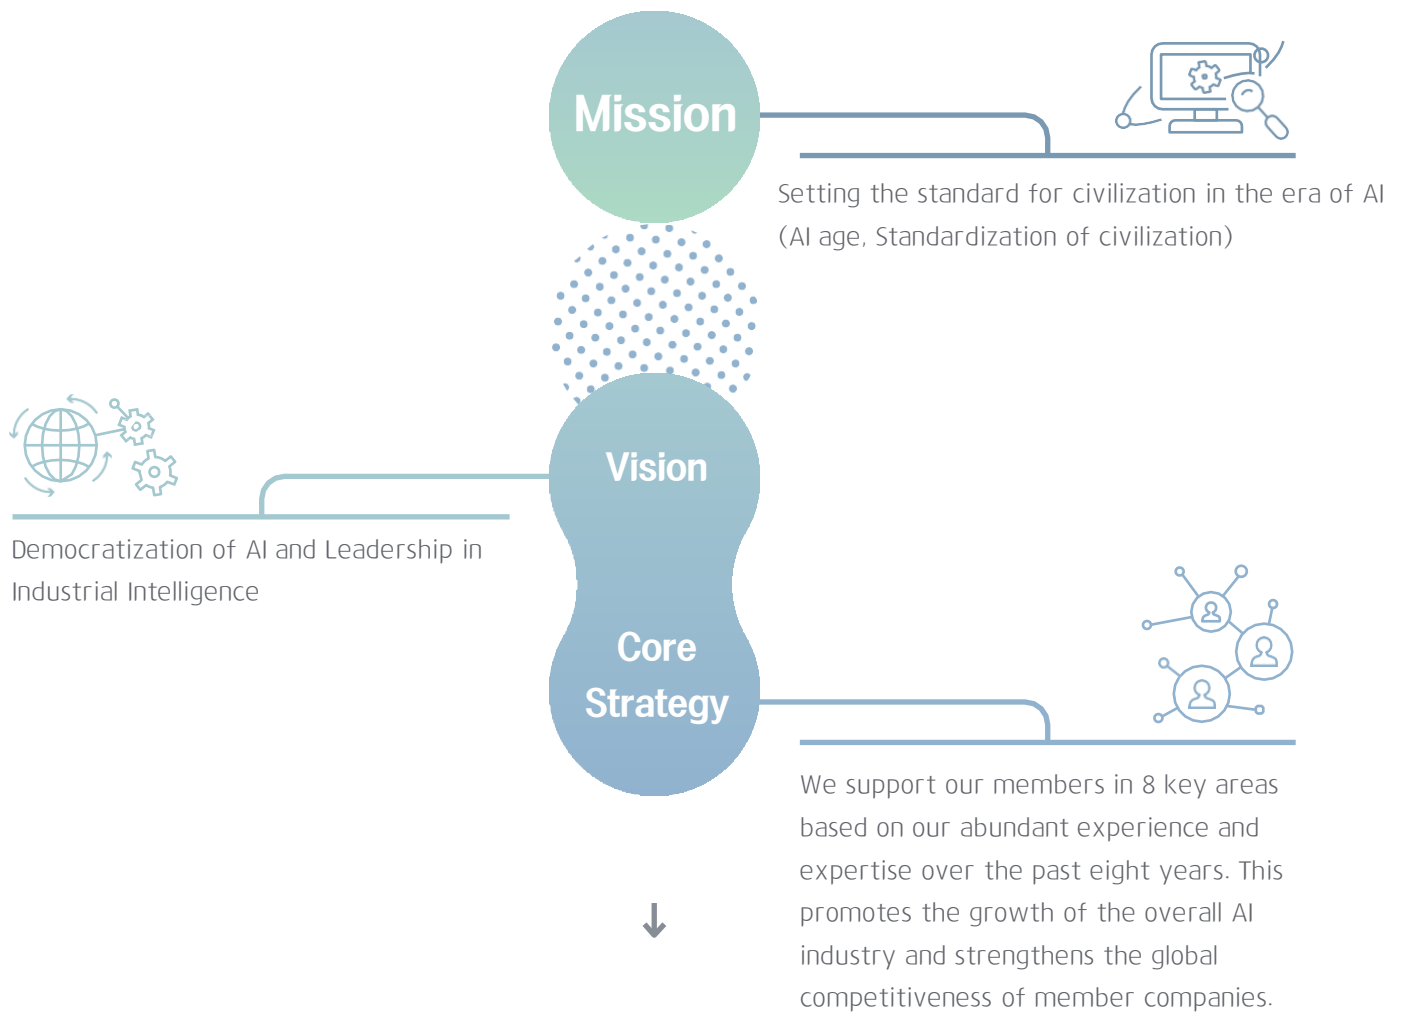 Mission
Setting the standard for civilization in the era of AI
(AI age, Standardization of civilization)
Vision
Democratization of AI and Leadership in
Industrial Intelligence
Core
Strategy
We support our members in 8 key areas
based on our abundant experience and
expertise over the past eight years. This
promotes the growth of the overall AI
industry and strengthens the global
competitiveness of member companies.